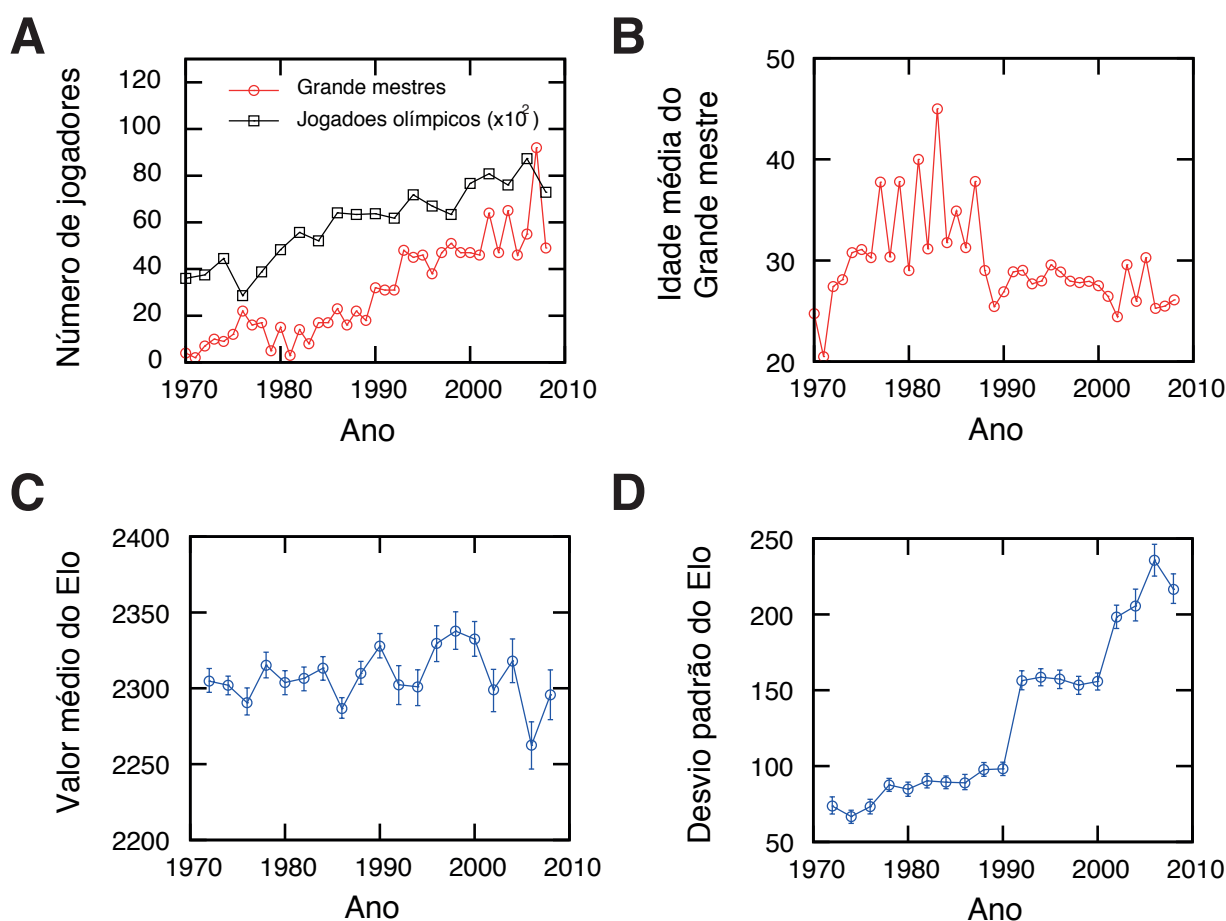 A
Número de jogadores
120
100
80
60
40
20
0
Grande mestres
Jogadoes olímpicos (x10²)
1970 1980 1990 2000 2010
Ano
B
Idade média do
Grande mestre
50
40
30
20
1970 1980 1990 2000 2010
Ano
C
Valor médio do Elo
2400
2350
2300
2250
2200
1970 1980 1990 2000 2010
Ano
D
Desvio padrão do Elo
250
200
150
100
50
1970 1980 1990 2000 2010
Ano